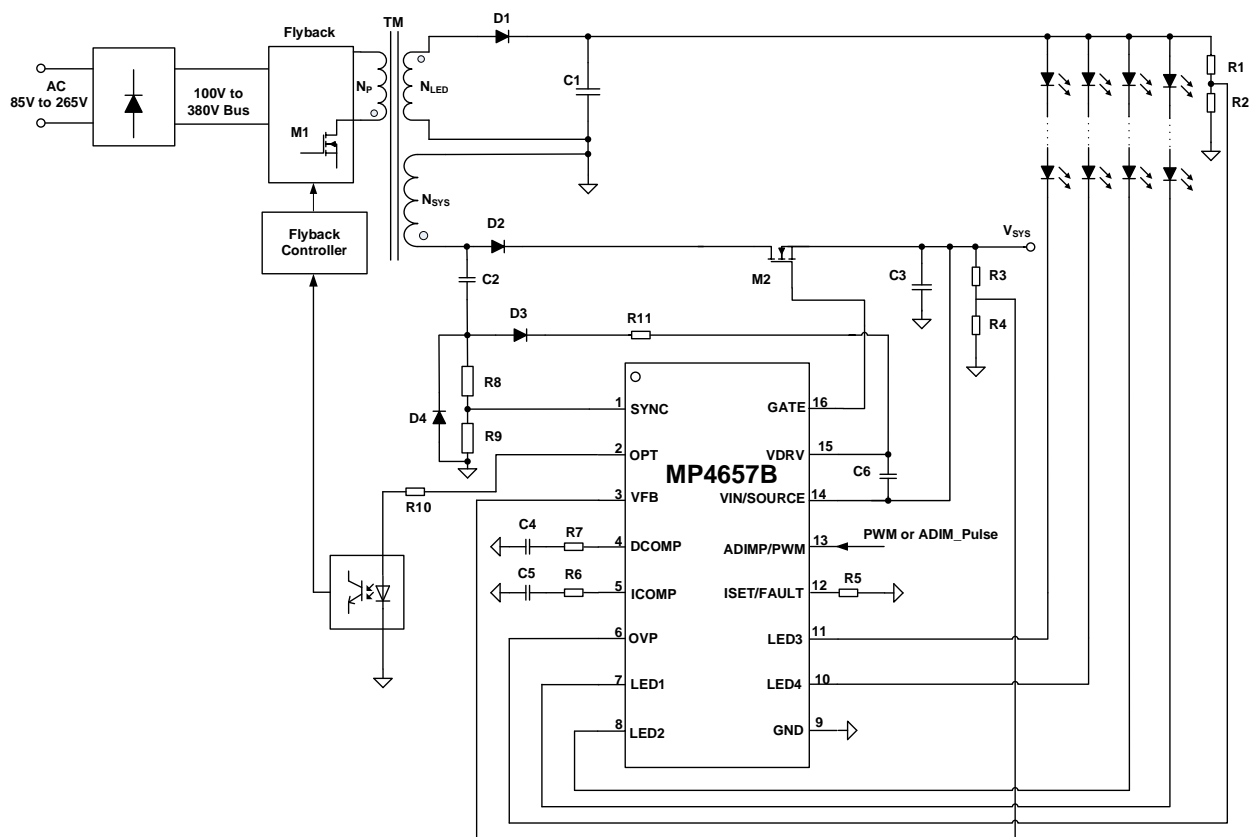 Flyback
TM
D1
AC
85V to 265V
100V to
380V Bus
M1
NP
NLED
C1
R1
R2
NSYS
Flyback
Controller
D2
VSYS
C2
M2
C3
R3
R4
D3
R11
R8
D4
R9
1 SYNC
GATE 16
2 OPT
VDRV 15
MP4657B
C6
3 VFB
VIN/SOURCE 14
R10
C4 R7
4 DCOMP
ADIMP/PWM 13
PWM or ADIM_Pulse
C5 R6
5 ICOMP
ISET/FAULT 12
R5
6 OVP
LED3 11
7 LED1
LED4 10
8 LED2
GND 9